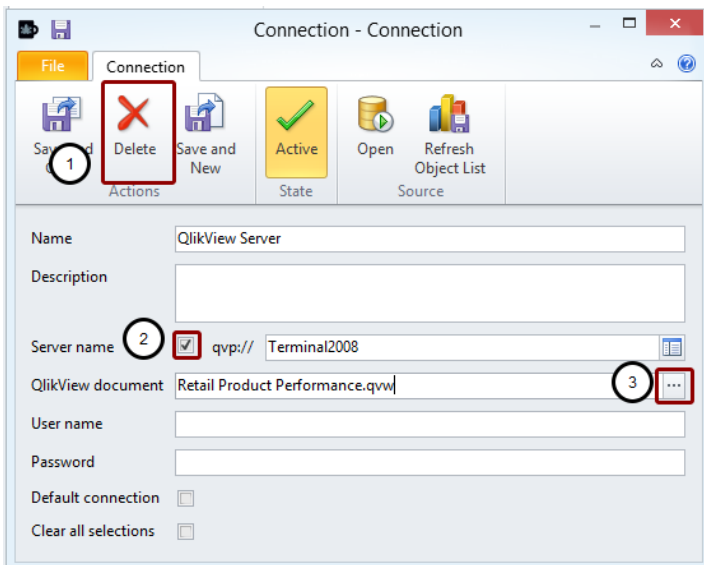 Connection - Connection
File Connection
Delete Save and New Active Open Refresh Object List
1
Actions State Source
Name QlikView Server
Description
Server name 2 qvp:// Terminal2008
QlikView document Retail Product Performance.qvw 3 ...
User name
Password
Default connection
Clear all selections